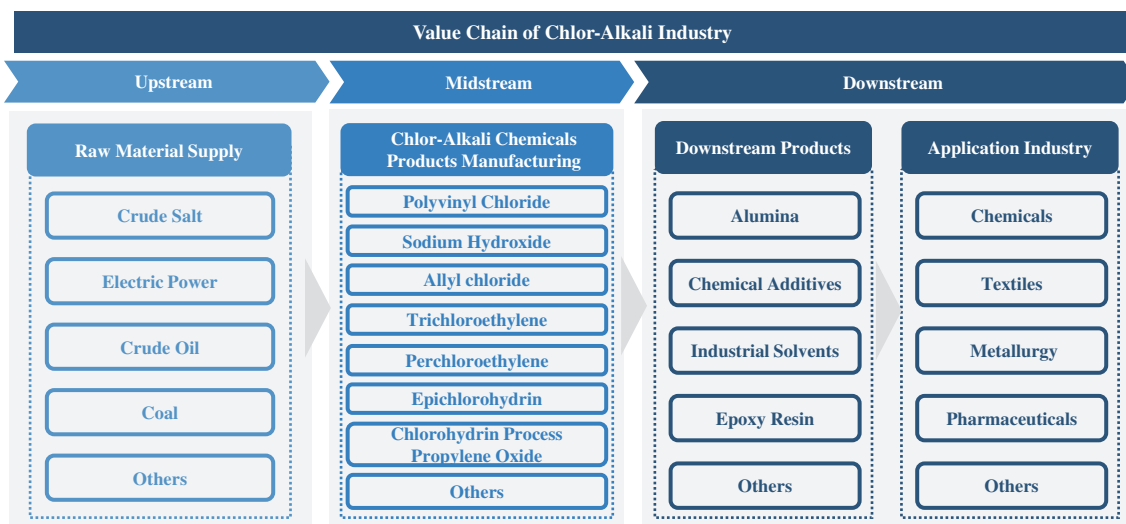 Value Chain of Chlor-Alkali Industry
Upstream
Midstream
Downstream
Raw Material Supply
Crude Salt
Electric Power
Crude Oil
Coal
Others
Chlor-Alkali Chemicals
Products Manufacturing
Polyvinyl Chloride
Sodium Hydroxide
Allyl chloride
Trichloroethylene
Perchloroethylene
Epichlorohydrin
Chlorohydrin Process
Propylene Oxide
Others
Downstream Products
Alumina
Chemical Additives
Industrial Solvents
Epoxy Resin
Others
Application Industry
Chemicals
Textiles
Metallurgy
Pharmaceuticals
Others